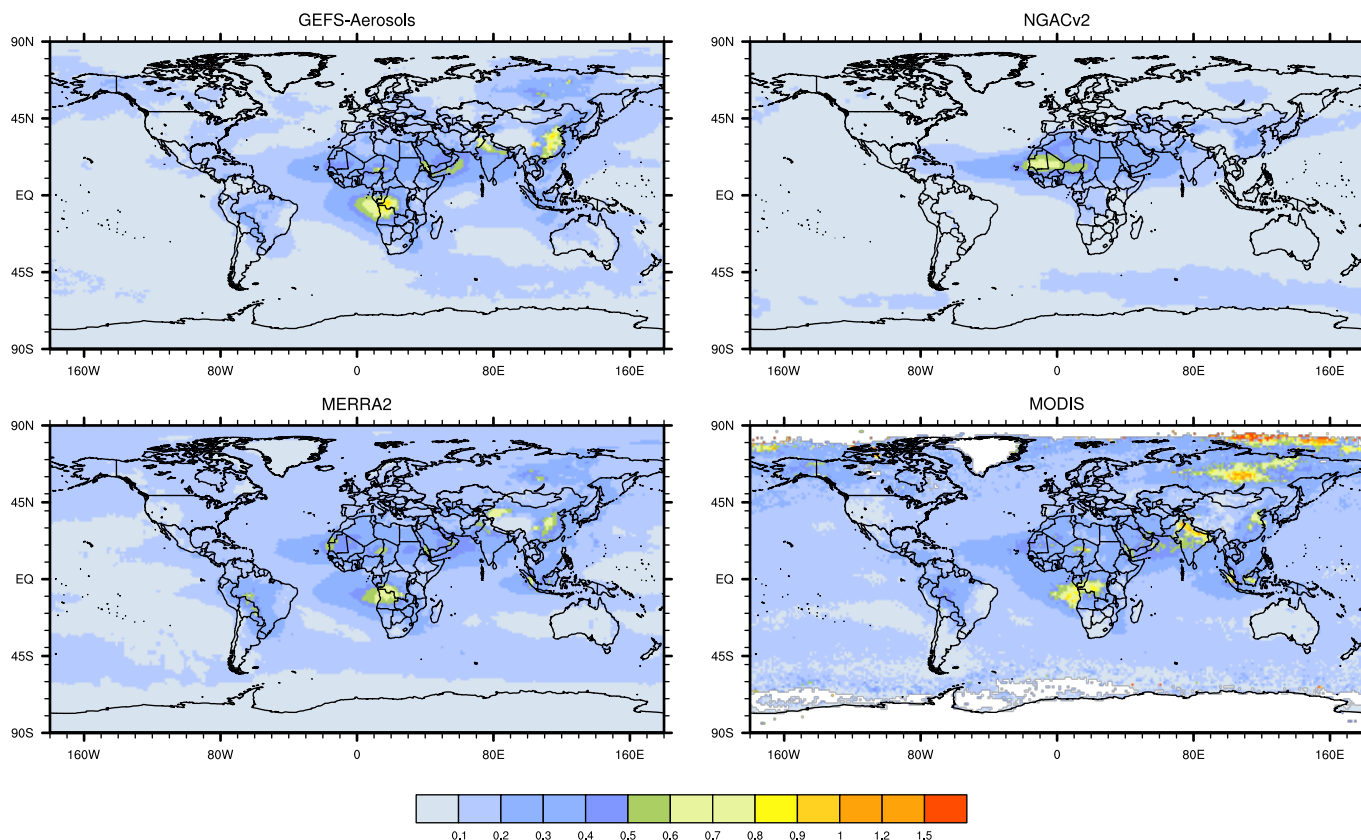 GEFS-Aerosols
NGACv2
90N
45N
EQ
45S
90S
160W
80W
0
80E
160E
90N
45N
EQ
45S
90S
160W
80W
0
80E
160E
MERRA2
MODIS
90N
45N
EQ
45S
90S
160W
80W
0
80E
160E
90N
45N
EQ
45S
90S
160W
80W
0
80E
160E
0.1 0.2 0.3 0.4 0.5 0.6 0.7 0.8 0.9 1 1.2 1.5